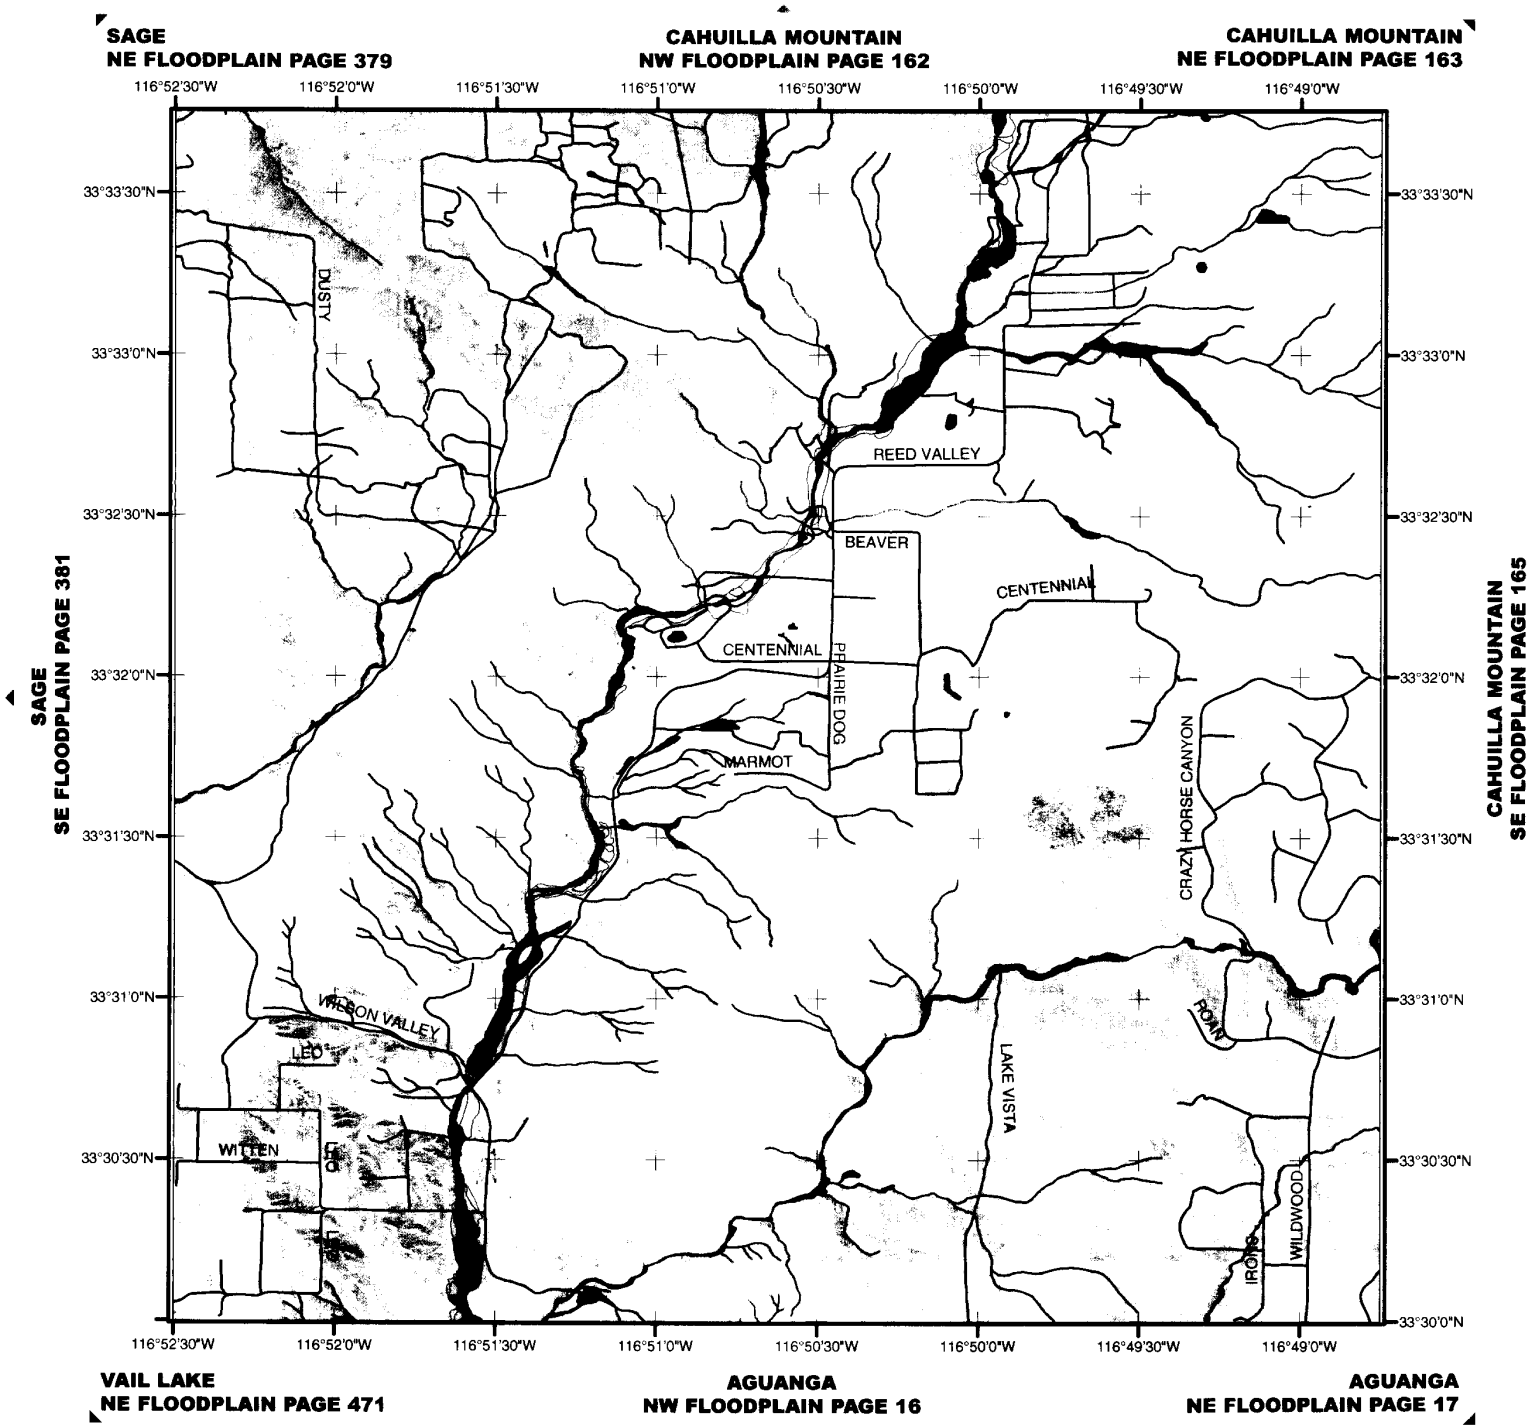 SAGE
NE FLOODPLAIN PAGE 379
CAHUILLA MOUNTAIN
NW FLOODPLAIN PAGE 162
CAHUILLA MOUNTAIN
NE FLOODPLAIN PAGE 163
116°52'30"W
116°52'0"W
116°51'30"W
116°51'0"W
116°50'30"W
116°50'0"W
116°49'30"W
116°49'0"W
33°33'30"N
33°33'30"N
DUSTY
33°33'0"N
33°33'0"N
REED VALLEY
33°32'30"N
33°32'30"N
BEAVER
CENTENNIAL
SAGE
SE FLOODPLAIN PAGE 381
CAHUILLA MOUNTAIN
SE FLOODPLAIN PAGE 165
CENTENNIAL
PRAIRIE DOG
33°32'0"N
33°32'0"N
MARMOT
CRAZY HORSE CANYON
33°31'30"N
33°31'30"N
33°31'0"N
33°31'0"N
WILSON VALLEY
ROAN
LEO
LAKE VISTA
WITTEN
LEO
33°30'30"N
33°30'30"N
WILDWOOD
IRONS
33°30'0"N
116°52'30"W
116°52'0"W
116°51'30"W
116°51'0"W
116°50'30"W
116°50'0"W
116°49'30"W
116°49'0"W
VAIL LAKE
NE FLOODPLAIN PAGE 471
AGUANGA
NW FLOODPLAIN PAGE 16
AGUANGA
NE FLOODPLAIN PAGE 17